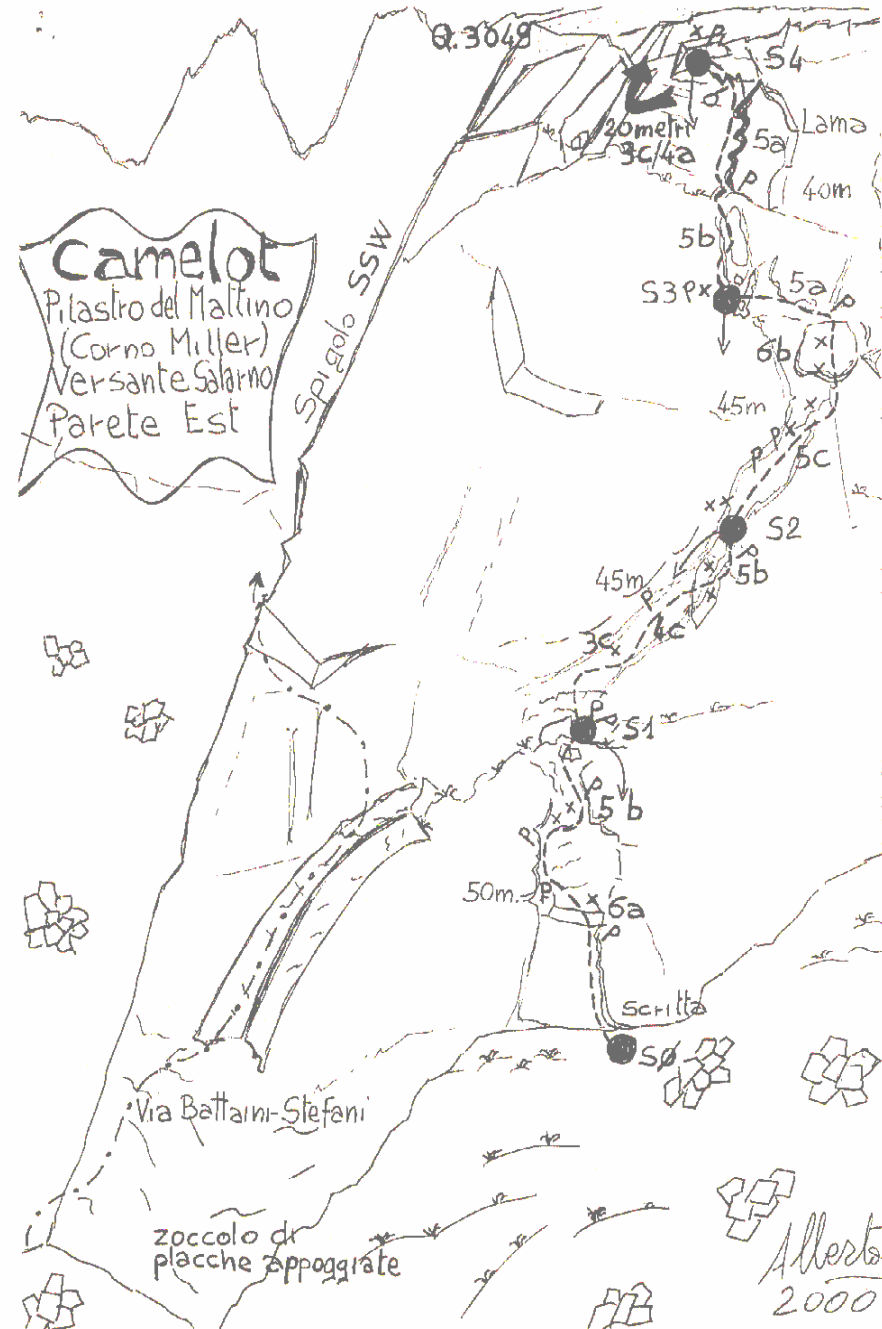 Q.3049
S4
Lama
20metri
3c/4a
5a
40m
Camelot
Pilastro del Mattino
(Corno Miller)
Versante Salarno
Parete Est
Spigolo SSW
5b
S3
5a
6b
45m
5c
S2
45m
5b
3c
4c
S1
5b
50m.
6a
Scritta
SØ
Via Battaini-Stefani
zoccolo di
placche appoggiate
Alberto
2000